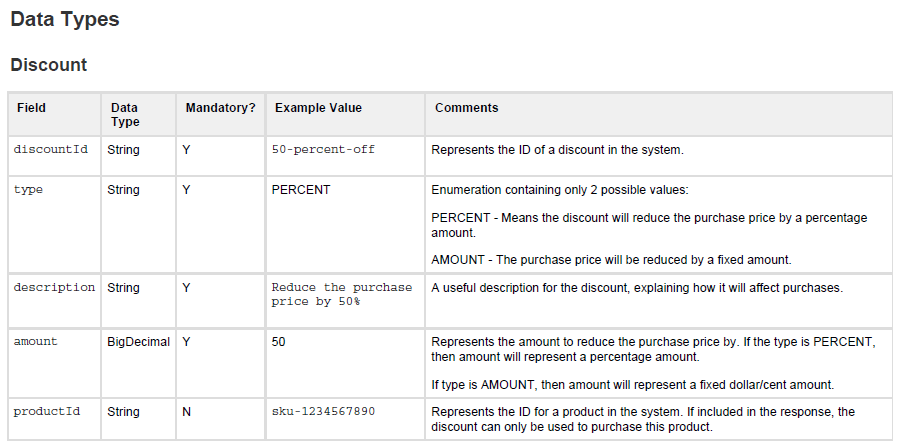 Data Types
Discount
Field Data Type Mandatory? Example Value Comments
discountId String Y 50-percent-off Represents the ID of a discount in the system.
type String Y PERCENT Enumeration containing only 2 possible values:
PERCENT - Means the discount will reduce the purchase price by a percentage
amount.
AMOUNT - The purchase price will be reduced by a fixed amount.
description String Y Reduce the purchase price by 50% A useful description for the discount, explaining how it will affect purchases.
amount BigDecimal Y 50 Represents the amount to reduce the purchase price by. If the type is PERCENT,
then amount will represent a percentage amount.
If type is AMOUNT, then amount will represent a fixed dollar/cent amount.
productId String N sku-1234567890 Represents the ID for a product in the system. If included in the response, the
discount can only be used to purchase this product.